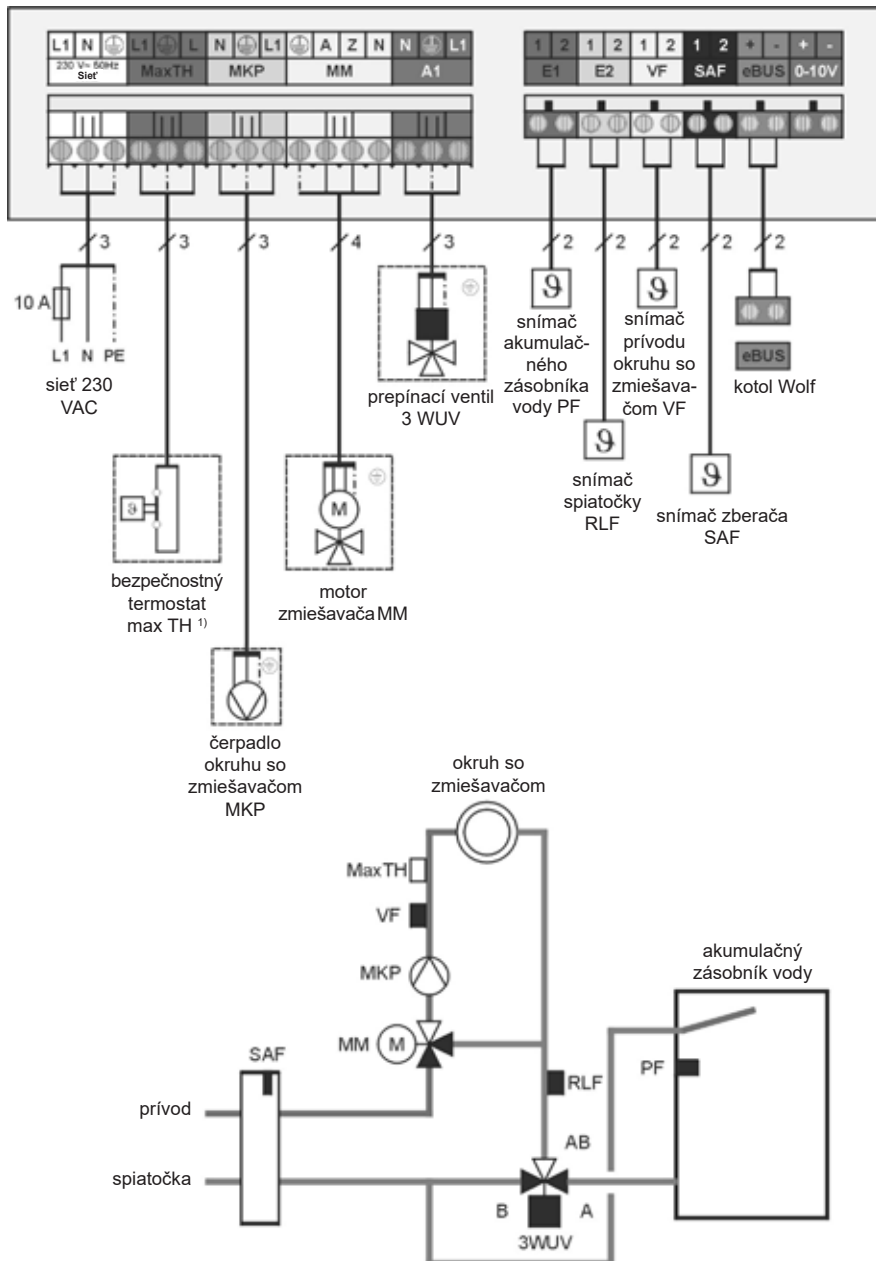 L1 N L1 L N L1 A Z N N L1
230 V~ 50Hz
Sieť MaxTH MKP MM A1
1 2 1 2 1 2 1 2 + - + -
E1 E2 VF SAF eBUS 0-10V
3 3 3 4 3 2 2 2 2 2
10 A
L1 N PE
sieť 230
VAC
prepínací ventil
3 WUV
ϑ
snímač
akumulač-
ného
zásobníka
vody PF
ϑ
snímač
prívodu
okruhu so
zmiešava-
čom VF
eBUS
kotol Wolf
ϑ
snímač
spiatočky
RLF
ϑ
snímač zberača
SAF
ϑ
bezpečnostný
termostat
max TH 1)
M
motor
zmiešavača MM
čerpadlo
okruhu so
zmiešavačom
MKP
okruh so
zmiešavačom
MaxTH
VF
MKP
MM M
SAF
prívod
spiatočka
RLF
AB
B A
3WUV
akumulačný
zásobník vody
PF